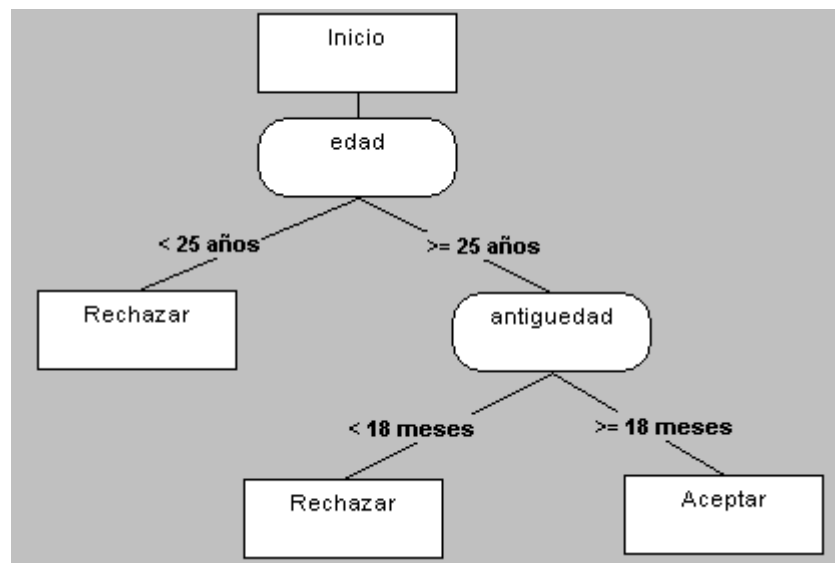 Inicio
edad
< 25 años
>= 25 años
Rechazar
antiguedad
< 18 meses
>= 18 meses
Rechazar
Aceptar